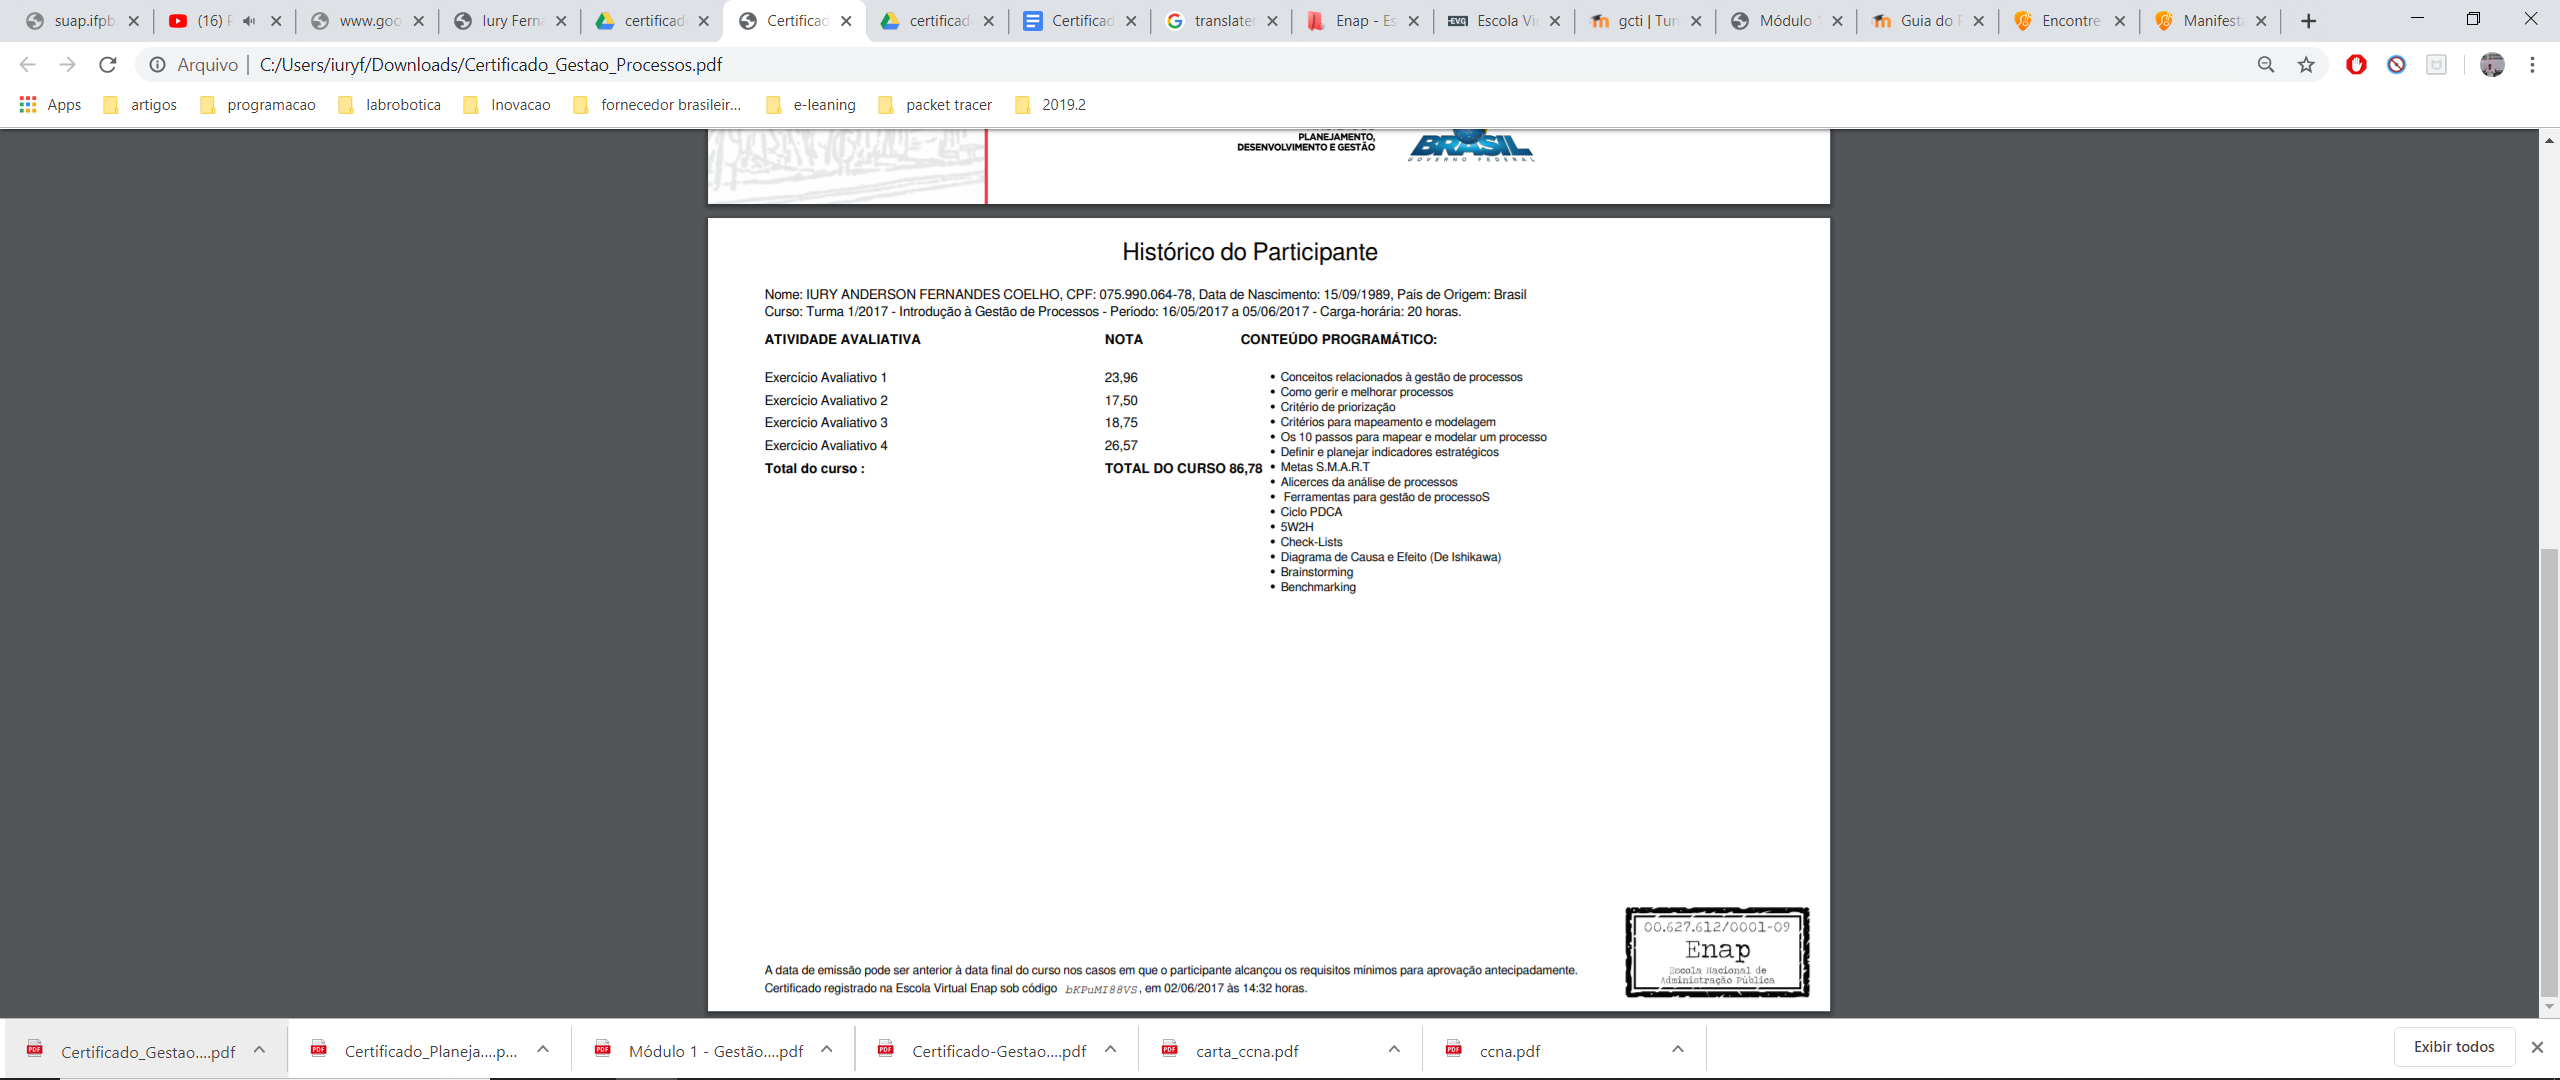 suap.ifpb
(16) F
www.goo
Iury Ferna
certificad
Certificad
certificad
Certificad
translate
Enap - Es
Escola Vir
gcti | Tur
Módulo 1
Guia do P
Encontre
Manifesta
Arquivo | C:/Users/iuryf/Downloads/Certificado_Gestao_Processos.pdf
Apps artigos programacao labrobotica Inovacao fornecedor brasileir... e-leaning packet tracer 2019.2
PLANEJAMENTO,
DESENVOLVIMENTO E GESTÃO
BRASIL
GOVERNO FEDERAL
Histórico do Participante
Nome: IURY ANDERSON FERNANDES COELHO, CPF: 075.990.064-78, Data de Nascimento: 15/09/1989, País de Origem: Brasil
Curso: Turma 1/2017 - Introdução à Gestão de Processos - Período: 16/05/2017 a 05/06/2017 - Carga-horária: 20 horas.
ATIVIDADE AVALIATIVA NOTA
Exercício Avaliativo 1 23,96
Exercício Avaliativo 2 17,50
Exercício Avaliativo 3 18,75
Exercício Avaliativo 4 26,57
Total do curso : TOTAL DO CURSO 86,78
CONTEÚDO PROGRAMÁTICO:
• Conceitos relacionados à gestão de processos
• Como gerir e melhorar processos
• Critério de priorização
• Critérios para mapeamento e modelagem
• Os 10 passos para mapear e modelar um processo
• Definir e planejar indicadores estratégicos
• Metas S.M.A.R.T
• Alicerces da análise de processos
• Ferramentas para gestão de processoS
• Ciclo PDCA
• 5W2H
• Check-Lists
• Diagrama de Causa e Efeito (De Ishikawa)
• Brainstorming
• Benchmarking
00.627.612/0001-09
Enap
Escola Nacional de
Administração Pública
A data de emissão pode ser anterior à data final do curso nos casos em que o participante alcançou os requisitos mínimos para aprovação antecipadamente.
Certificado registrado na Escola Virtual Enap sob código bKPuMI88VS, em 02/06/2017 às 14:32 horas.
Certificado_Gestao....pdf
Certificado_Planeja....p...
Módulo 1 - Gestão....pdf
Certificado-Gestao....pdf
carta_ccna.pdf
ccna.pdf
Exibir todos